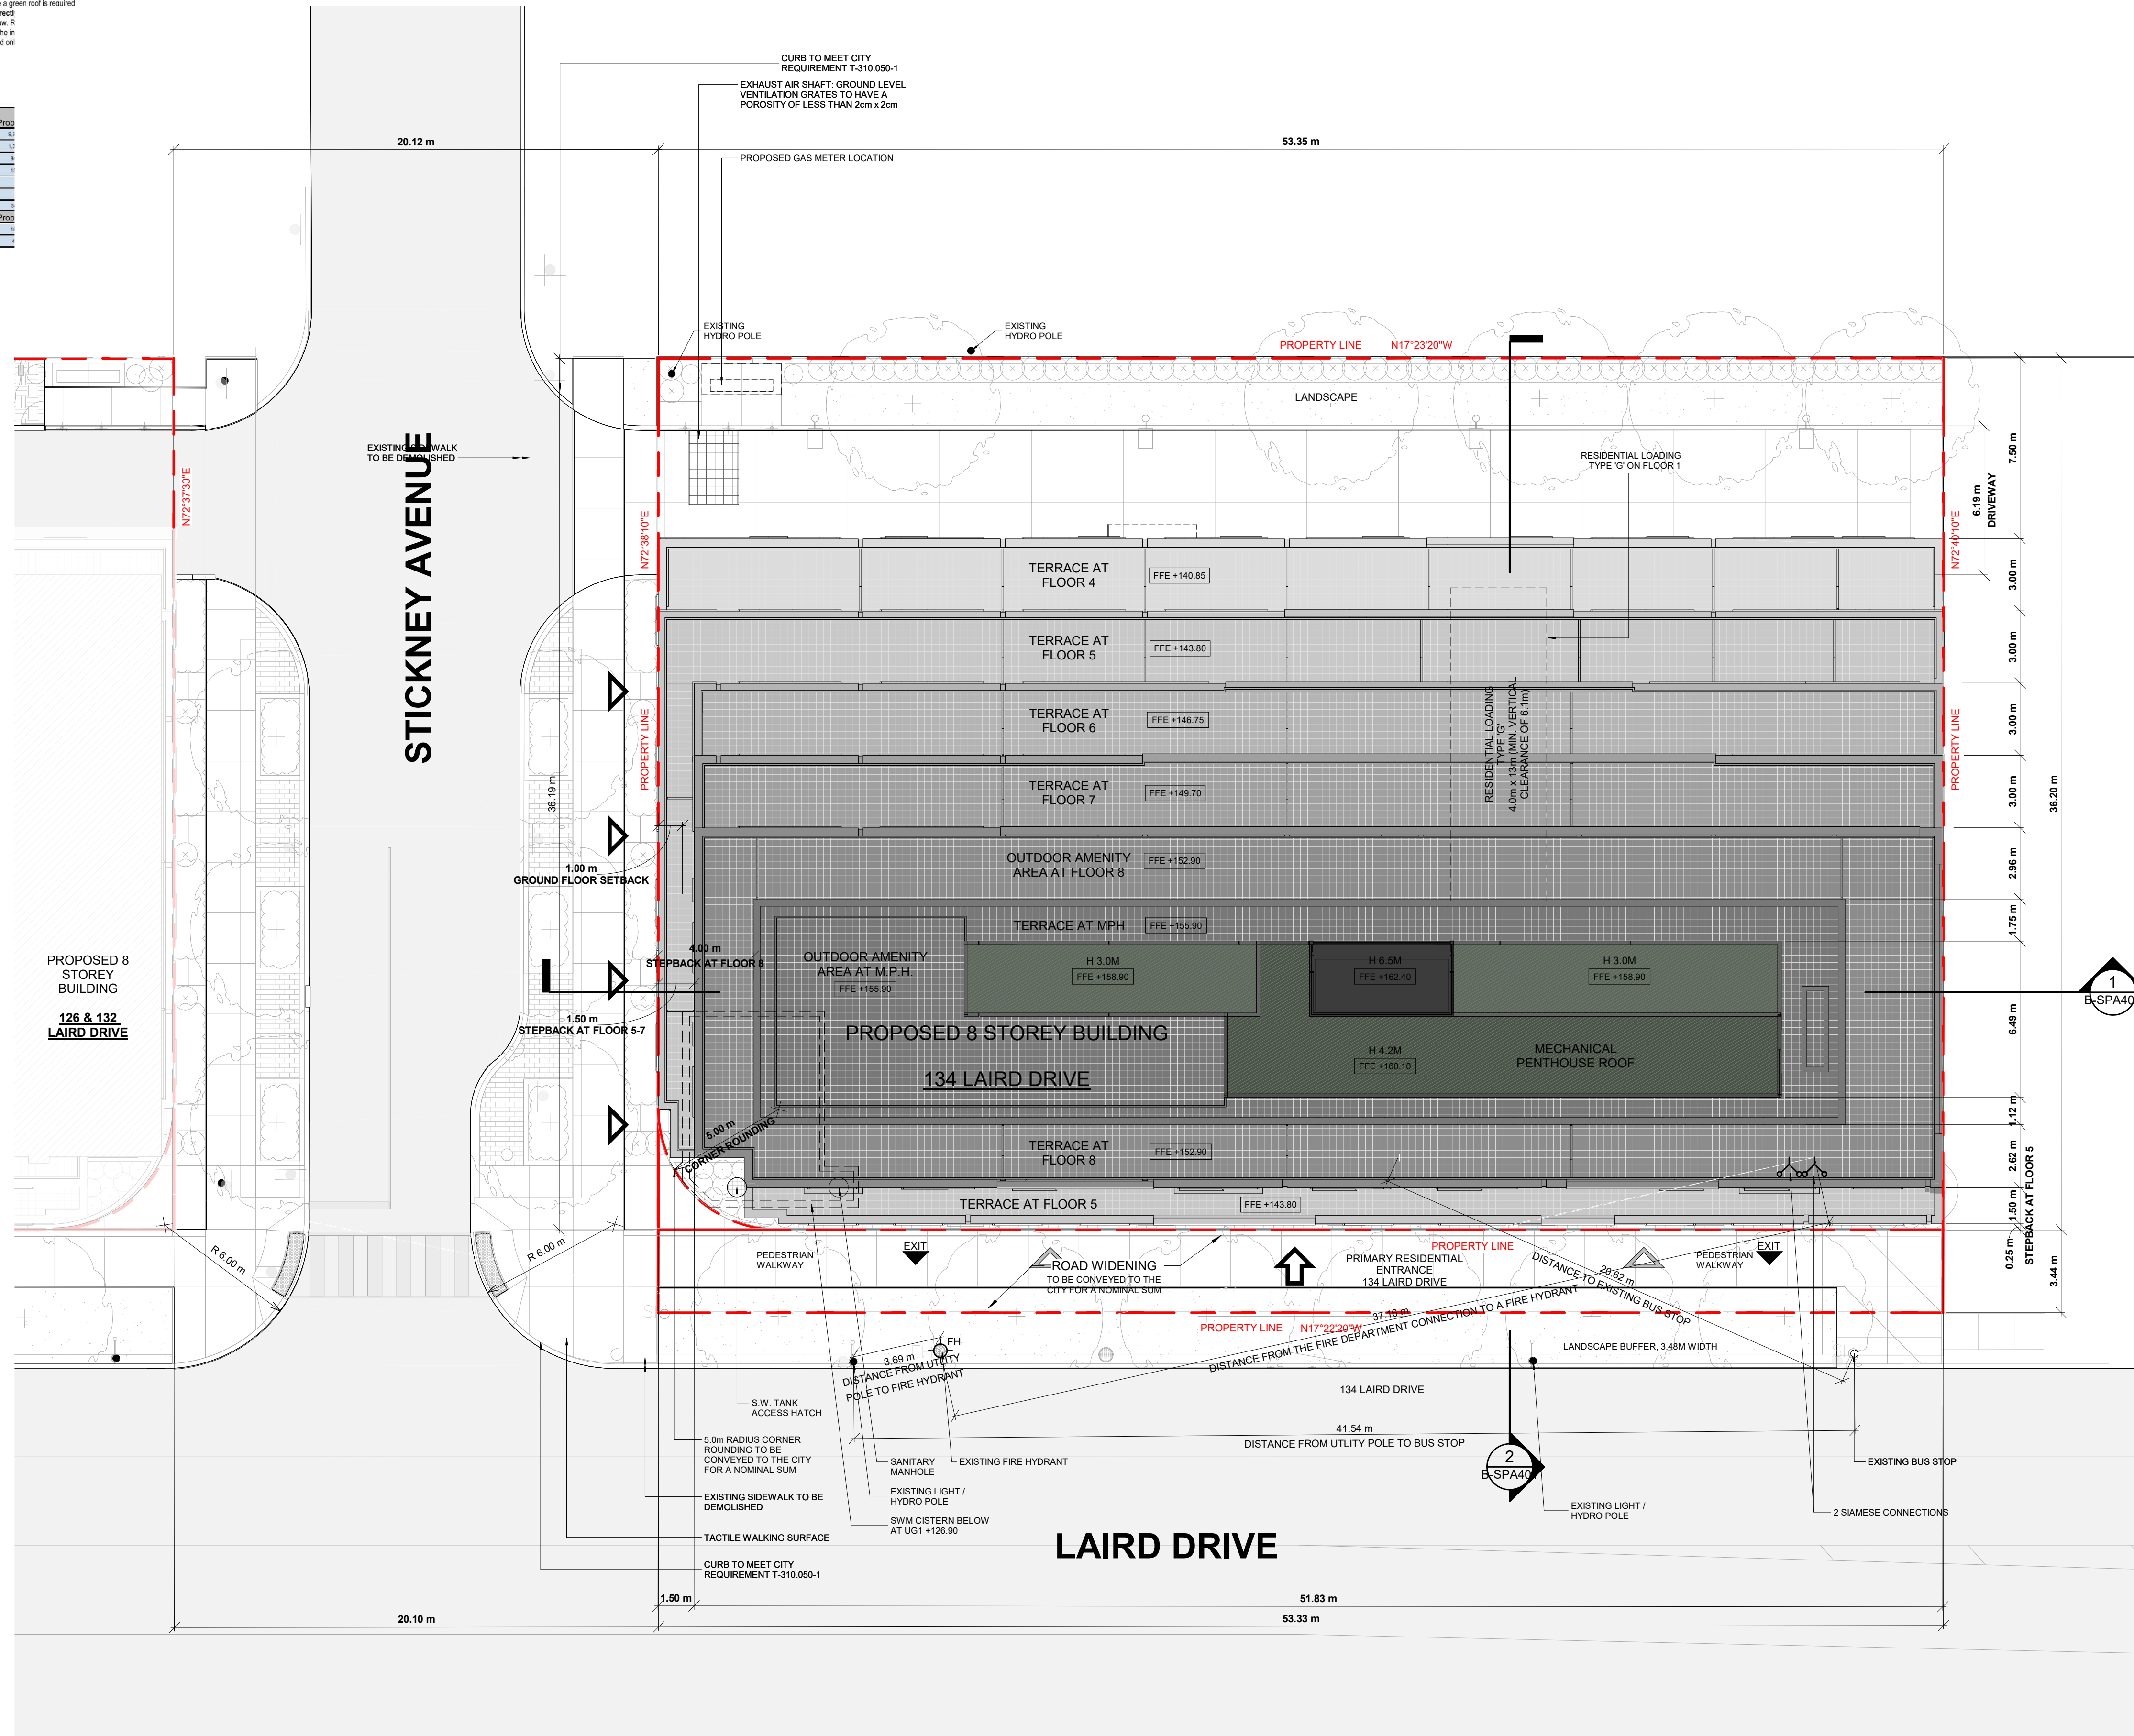 a green roof is required
CURB TO MEET CITY
REQUIREMENT T-310.050-1
EXHAUST AIR SHAFT: GROUND LEVEL
VENTILATION GRATES TO HAVE A
POROSITY OF LESS THAN 2cm x 2cm
20.12 m
53.35 m
PROPOSED GAS METER LOCATION
EXISTING
HYDRO POLE
EXISTING
HYDRO POLE
PROPERTY LINE
N17°23'20"W
LANDSCAPE
EXISTING SIDEWALK
TO BE DEMOLISHED
STICKNEY AVENUE
N72°37'30"E
N72°38'10"E
RESIDENTIAL LOADING
TYPE 'G' ON FLOOR 1
7.50 m
6.19 m
DRIVEWAY
N72°40'10"E
TERRACE AT
FLOOR 4
FFE +140.85
3.00 m
TERRACE AT
FLOOR 5
FFE +143.80
3.00 m
TERRACE AT
FLOOR 6
FFE +146.75
3.00 m
PROPERTY LINE
PROPERTY LINE
RESIDENTIAL LOADING
TYPE 'G'
4.0m x 13m (MIN. VERTICAL
CLEARANCE OF 6.1m)
TERRACE AT
FLOOR 7
FFE +149.70
3.00 m
36.19 m
36.20 m
OUTDOOR AMENITY
AREA AT FLOOR 8
FFE +152.90
2.96 m
1.00 m
GROUND FLOOR SETBACK
TERRACE AT MPH
FFE +155.90
1.75 m
4.00 m
STEPBACK AT FLOOR 8
OUTDOOR AMENITY
AREA AT M.P.H.
FFE +155.90
H 3.0M
FFE +158.90
H 6.5M
FFE +162.40
H 3.0M
FFE +158.90
PROPOSED 8
STOREY
BUILDING
126 & 132
LAIRD DRIVE
1
B-SPA40
1.50 m
STEPBACK AT FLOOR 5-7
PROPOSED 8 STOREY BUILDING
134 LAIRD DRIVE
H 4.2M
FFE +160.10
MECHANICAL
PENTHOUSE ROOF
6.49 m
1.12 m
5.00 m
CORNER ROUNDING
TERRACE AT
FLOOR 8
FFE +152.90
2.62 m
TERRACE AT FLOOR 5
FFE +143.80
1.50 m
STEPBACK AT FLOOR 5
0.25 m
3.44 m
R 6.00 m
R 6.00 m
PEDESTRIAN
WALKWAY
EXIT
ROAD WIDENING
TO BE CONVEYED TO THE
CITY FOR A NOMINAL SUM
PRIMARY RESIDENTIAL
ENTRANCE
134 LAIRD DRIVE
PROPERTY LINE
20.62 m
DISTANCE TO EXISTING BUS STOP
PEDESTRIAN
WALKWAY
EXIT
PROPERTY LINE
N17°22'20"W
37.16 m
DISTANCE FROM THE FIRE DEPARTMENT CONNECTION TO A FIRE HYDRANT
FH
3.69 m
DISTANCE FROM UTLITY
POLE TO FIRE HYDRANT
LANDSCAPE BUFFER, 3.48M WIDTH
134 LAIRD DRIVE
S.W. TANK
ACCESS HATCH
41.54 m
DISTANCE FROM UTLITY POLE TO BUS STOP
5.0m RADIUS CORNER
ROUNDING TO BE
CONVEYED TO THE CITY
FOR A NOMINAL SUM
SANITARY
MANHOLE
EXISTING FIRE HYDRANT
2
B-SPA40
EXISTING BUS STOP
EXISTING SIDEWALK TO BE
DEMOLISHED
EXISTING LIGHT /
HYDRO POLE
EXISTING LIGHT /
HYDRO POLE
2 SIAMESE CONNECTIONS
SWM CISTERN BELOW
AT UG1 +126.90
TACTILE WALKING SURFACE
LAIRD DRIVE
CURB TO MEET CITY
REQUIREMENT T-310.050-1
1.50 m
51.83 m
20.10 m
53.33 m